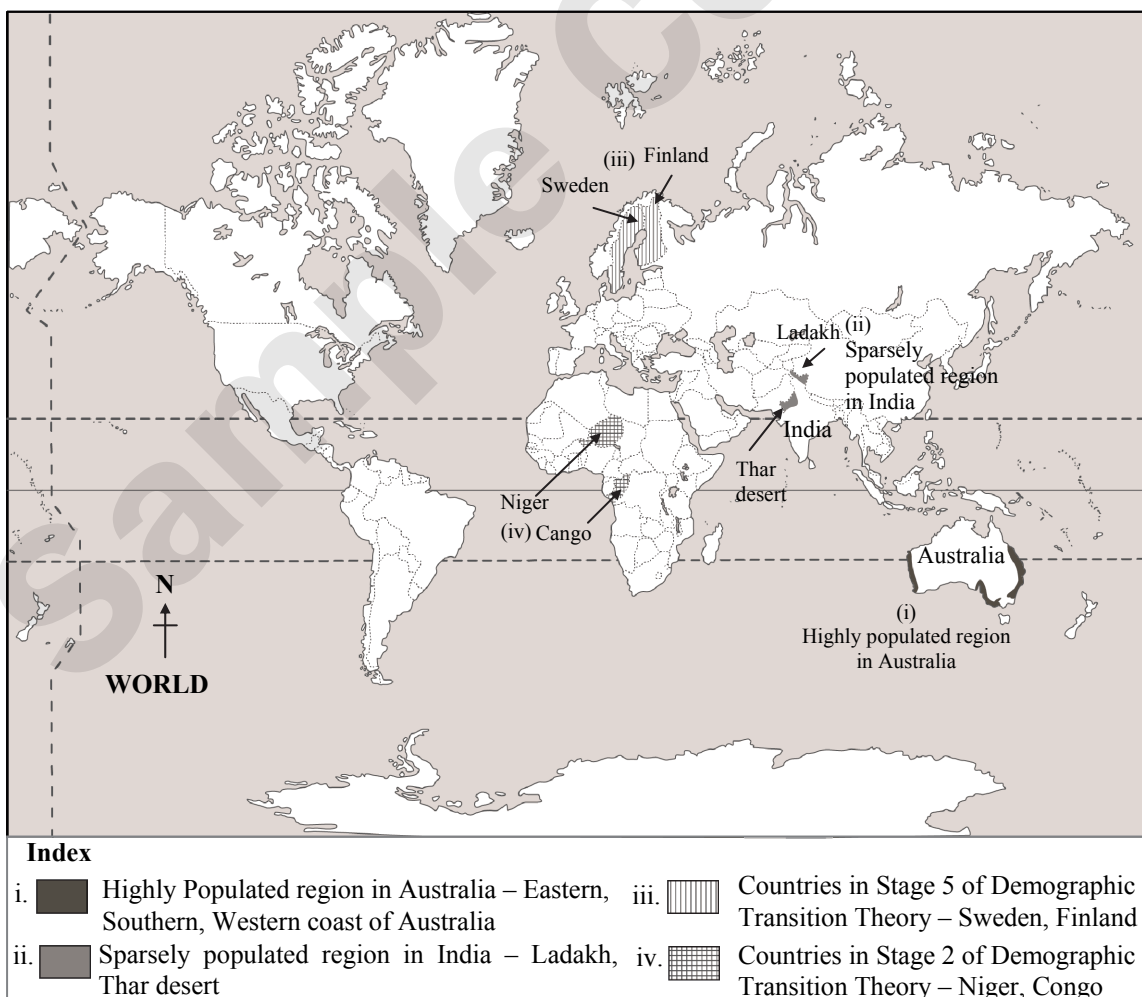 Sample C
(iii) Finland
Sweden
Ladakh (ii)
Sparsely
populated region
in India
India
Thar
desert
Niger
(iv) Cango
Australia
(i)
Highly populated region
in Australia
N
WORLD
Index
i. Highly Populated region in Australia – Eastern,
Southern, Western coast of Australia
ii. Sparsely populated region in India – Ladakh,
Thar desert
iii. Countries in Stage 5 of Demographic
Transition Theory – Sweden, Finland
iv. Countries in Stage 2 of Demographic
Transition Theory – Niger, Congo